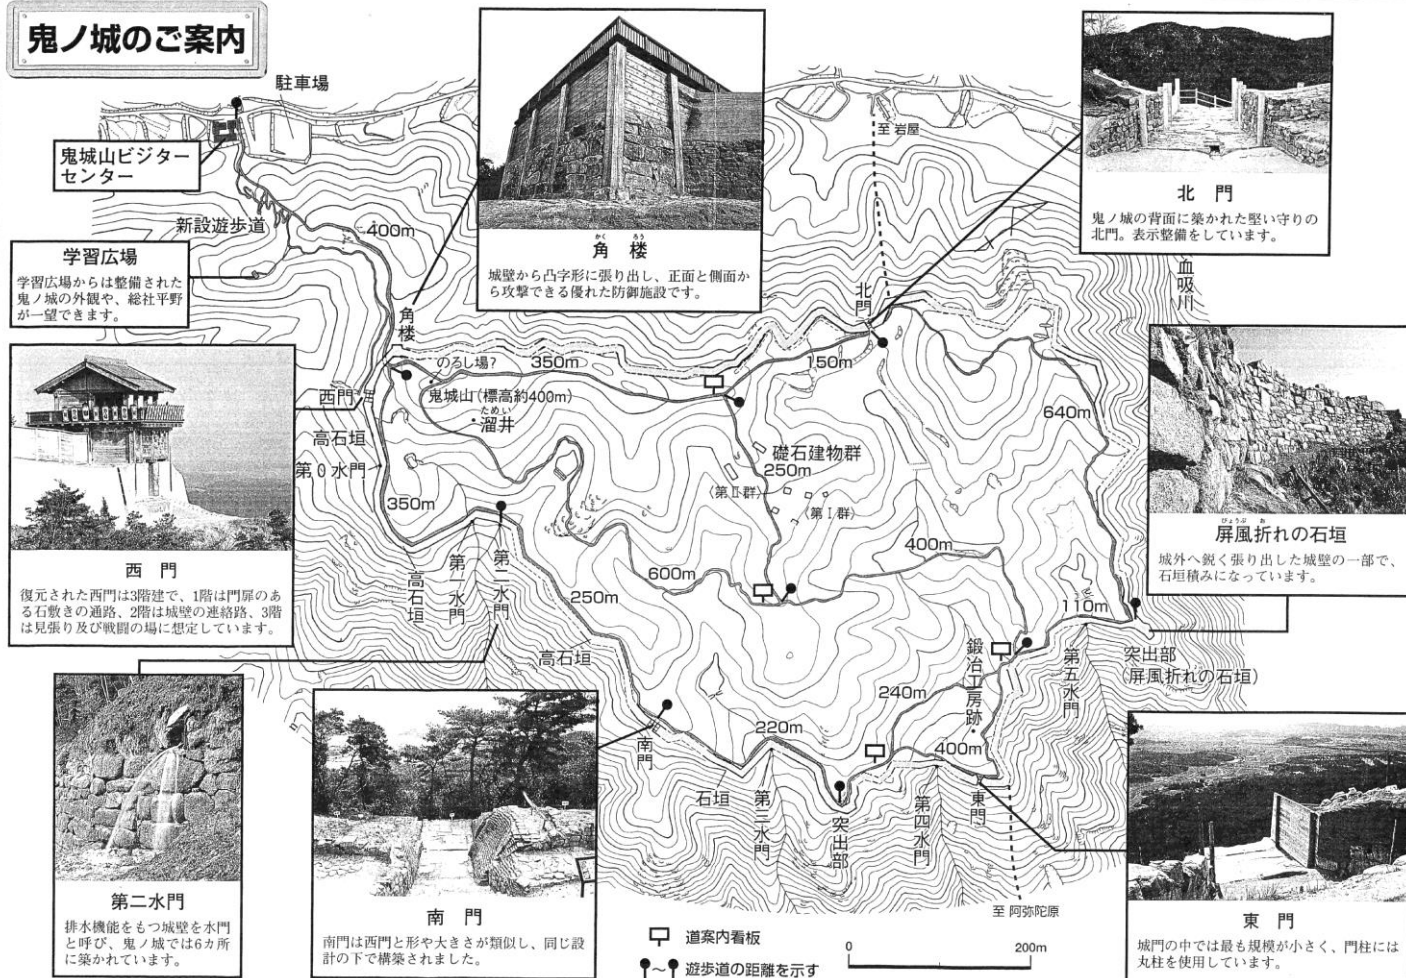 鬼ノ城のご案内
駐車場
鬼城山ビジター
センター
新設遊歩道
400m
学習広場
学習広場からは整備された
鬼ノ城の外観や、総社平野
が一望できます。
角楼
かく ろう
角 楼
城壁から凸字形に張り出し、正面と側面か
ら攻撃できる優れた防御施設です。
至 岩屋
北門
北 門
鬼ノ城の背面に築かれた堅い守りの
北門。表示整備をしています。
血吸川
のろし場?
350m
150m
鬼城山(標高約400m)
ためい
・溜井
西門
高石垣
第0水門
350m
礎石建物群
250m
〈第Ⅱ群〉
〈第Ⅰ群〉
640m
びょうぶ お
屏風折れの石垣
城外へ鋭く張り出した城壁の一部で、
石垣積みになっています。
西 門
復元された西門は3階建で、1階は門扉のあ
る石敷きの通路、2階は城壁の連絡路、3階
は見張り及び戦闘の場に想定しています。
高石垣
第一水門
第二水門
250m
600m
400m
110m
高石垣
鍛冶工房跡
第五水門
突出部
(屏風折れの石垣)
240m
220m
400m
南門
石垣
第三水門
突出部
第四水門
東門
至 阿弥陀原
第二水門
排水機能をもつ城壁を水門
と呼び、鬼ノ城では6カ所
に築かれています。
南 門
南門は西門と形や大きさが類似し、同じ設
計の下で構築されました。
東 門
城門の中では最も規模が小さく、門柱には
丸柱を使用しています。
道案内看板
〜 遊歩道の距離を示す
0 200m